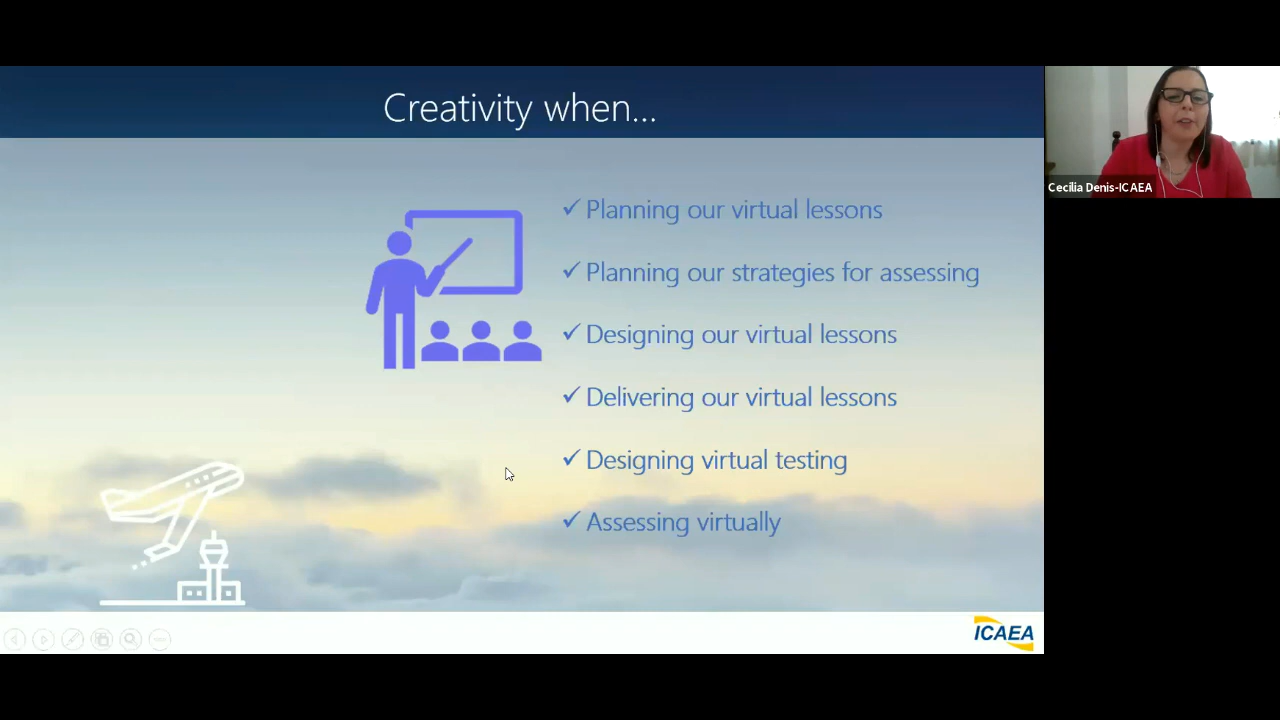 Creativity when...
✓ Planning our virtual lessons
✓ Planning our strategies for assessing
✓ Designing our virtual lessons
✓ Delivering our virtual lessons
✓ Designing virtual testing
✓ Assessing virtually
ICAEA
Cecilia Denis-ICAEA